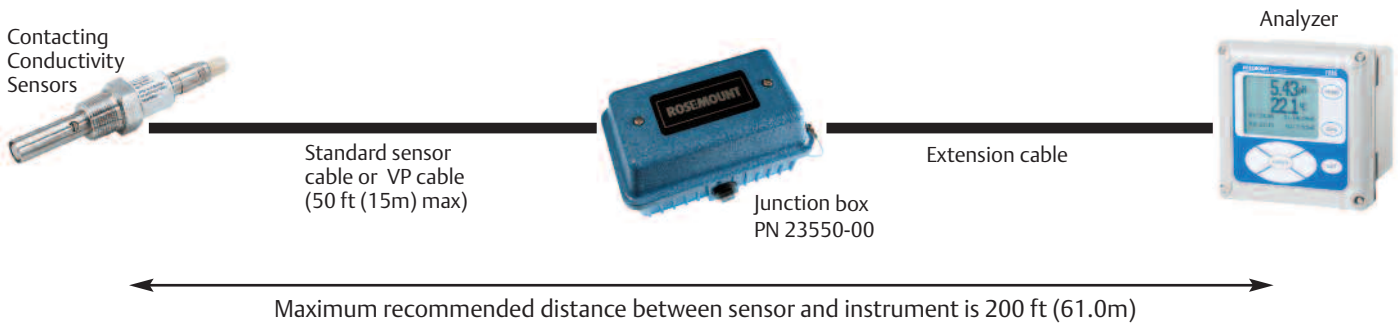 Contacting
Conductivity
Sensors
Analyzer
ROSEMOUNT
5.43
22.1
Standard sensor
cable or VP cable
(50 ft (15m) max)
Extension cable
Junction box
PN 23550-00
Maximum recommended distance between sensor and instrument is 200 ft (61.0m)